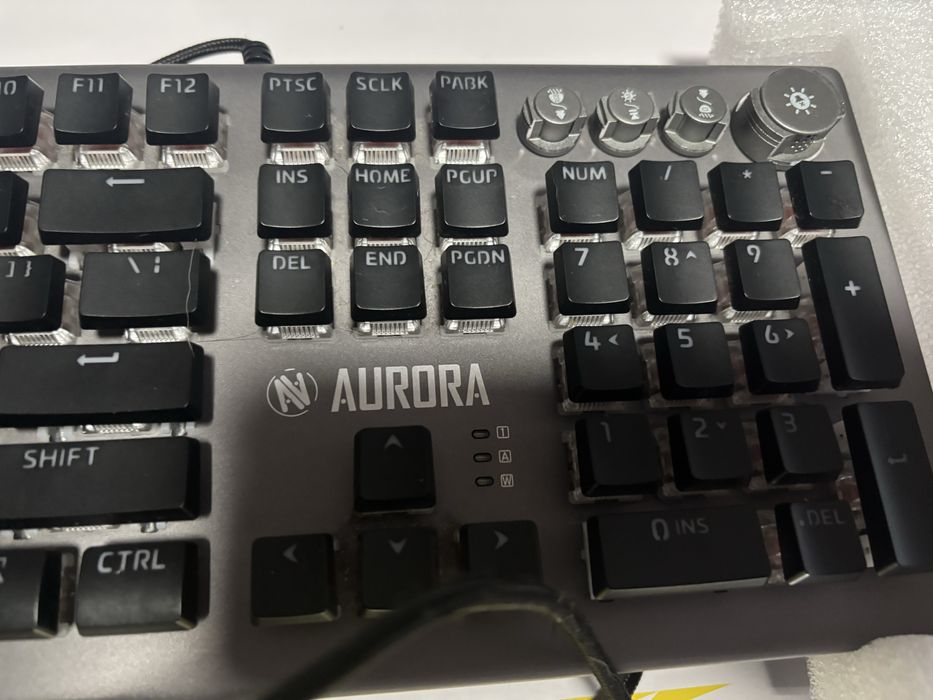 F11 F12 PTSC SCLK PABK
← INS HOME PGUP NUM / * -
] } \ ¦ DEL END PGDN 7 8 ^ 9 +
4 < 5 6 >
AURORA
1
A
W
1 2 3
SHIFT
CTRL 0 INS .DEL